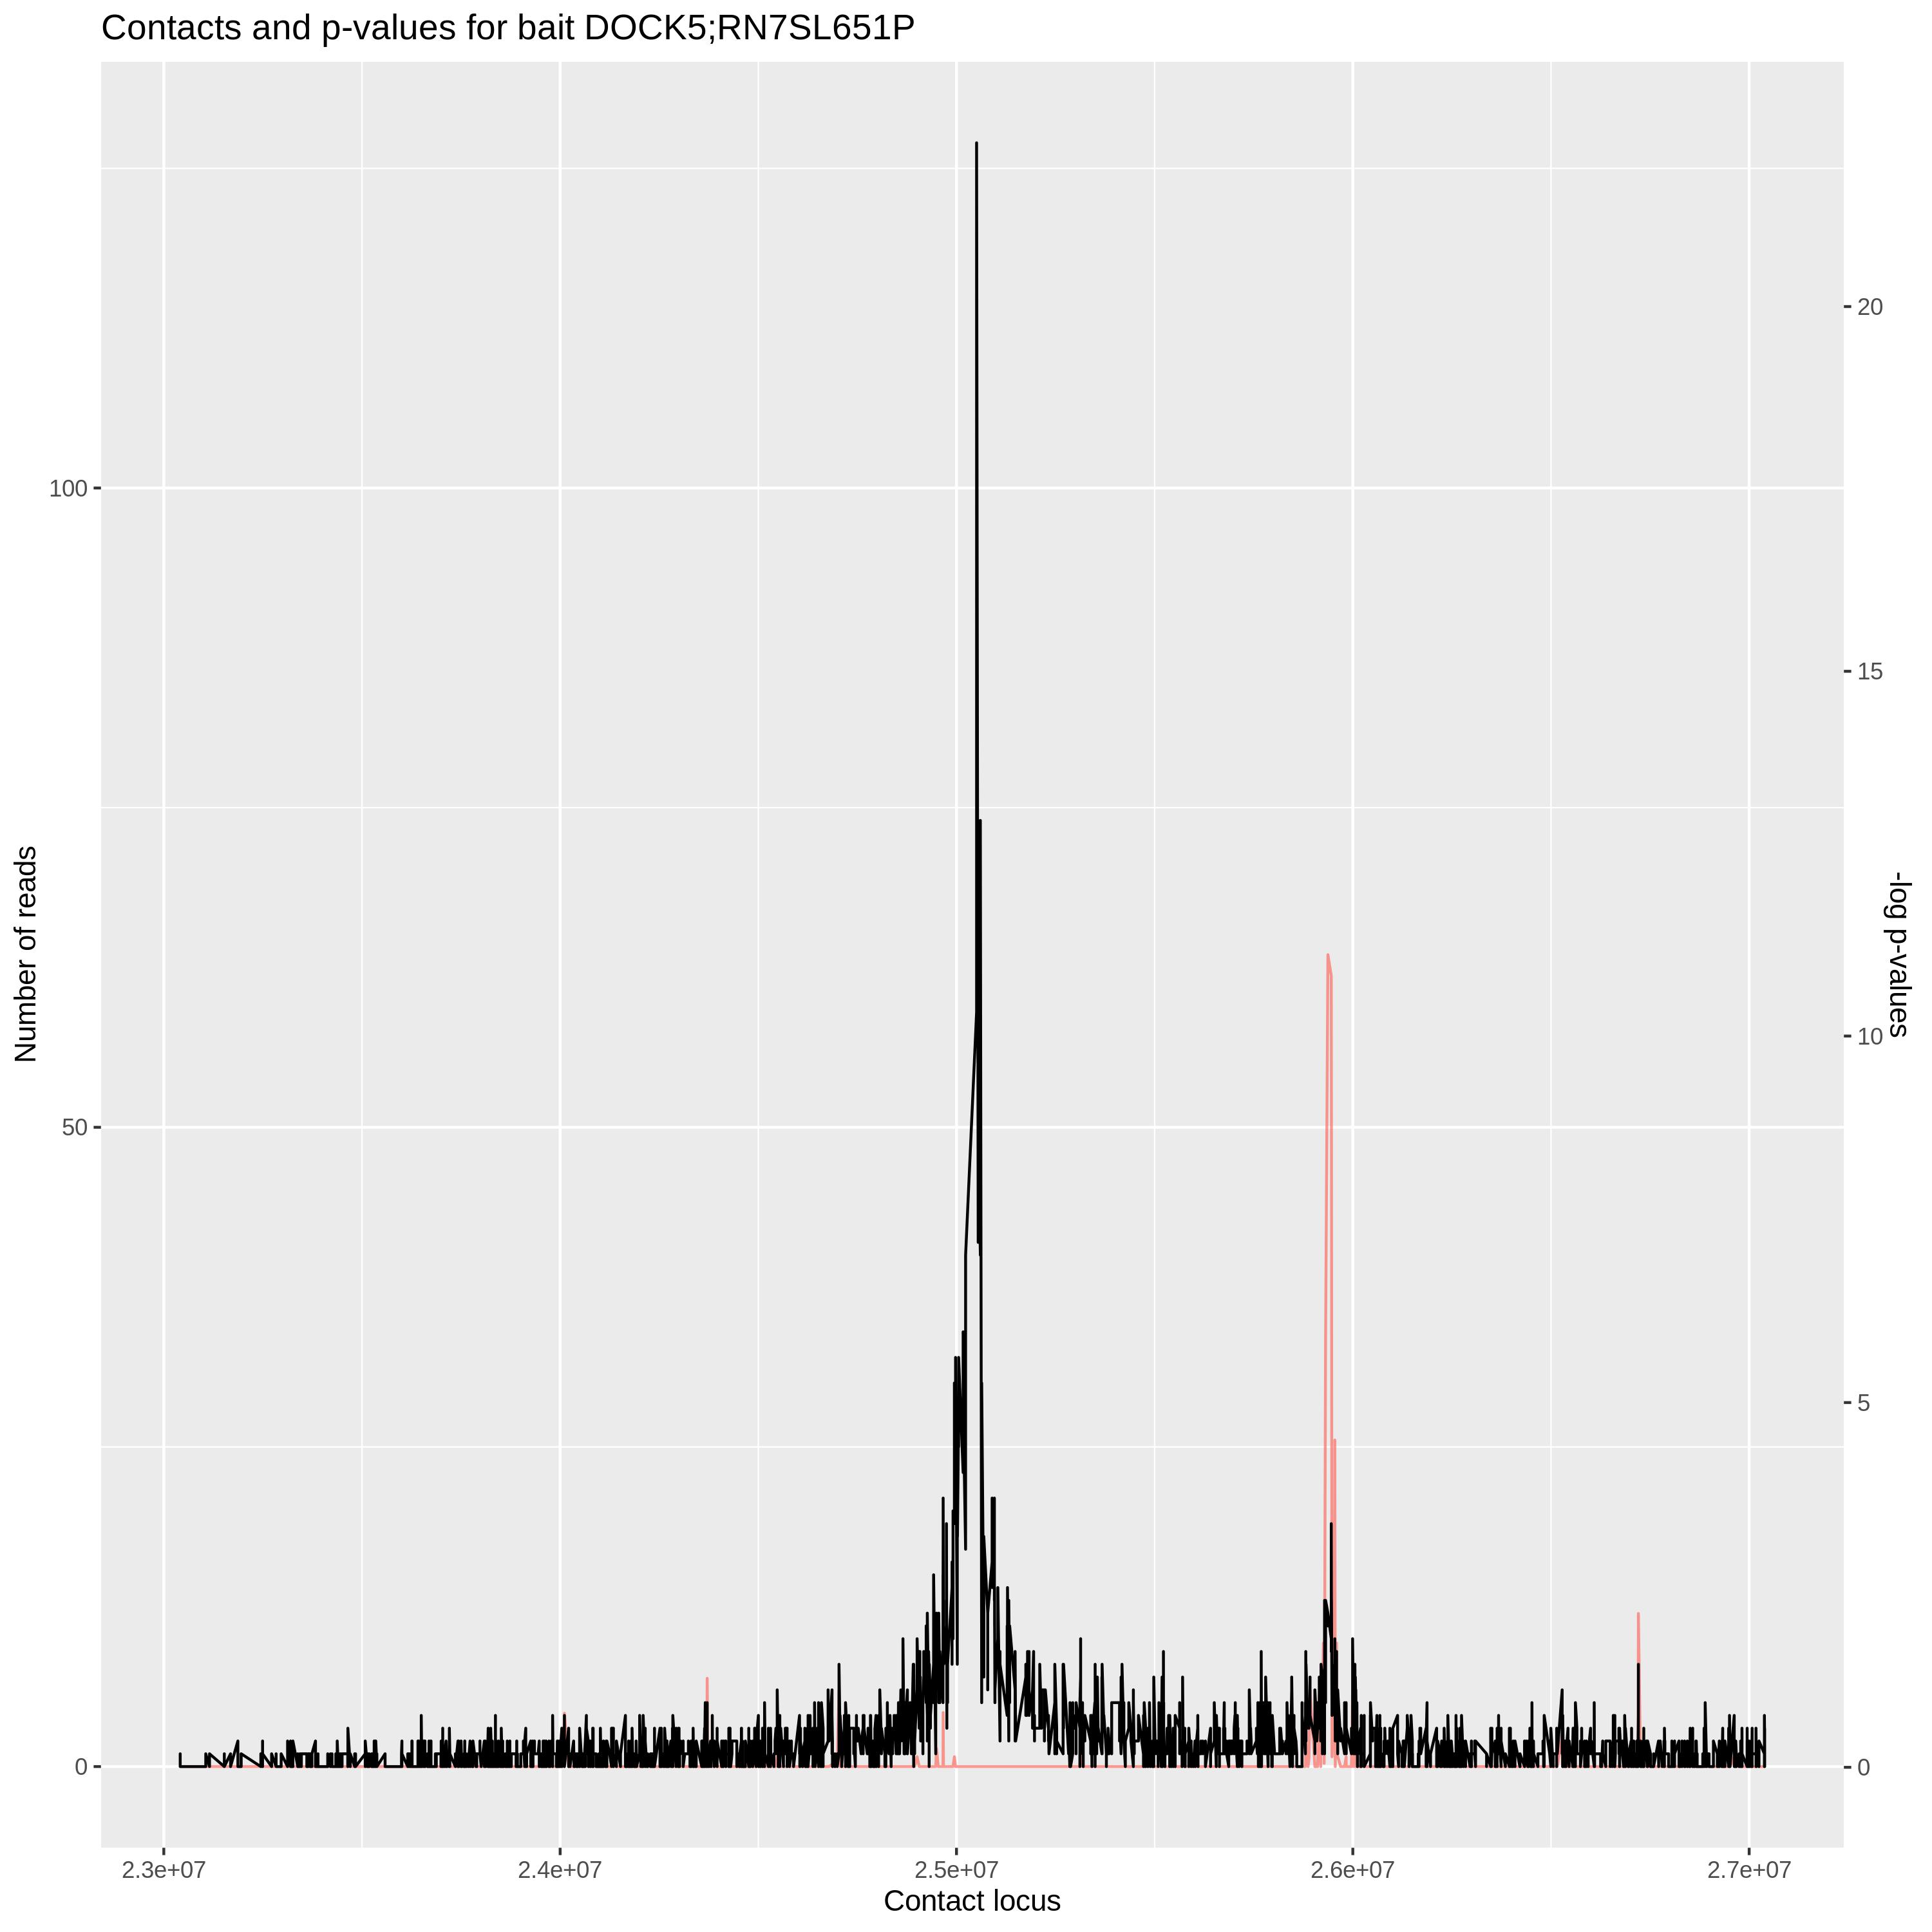 Contacts and p-values for bait DOCK5;RN7SL651P
Number of reads
100
50
0
20
15
10
5
0
-log p-values
2.3e+07 2.4e+07 2.5e+07 2.6e+07 2.7e+07
Contact locus